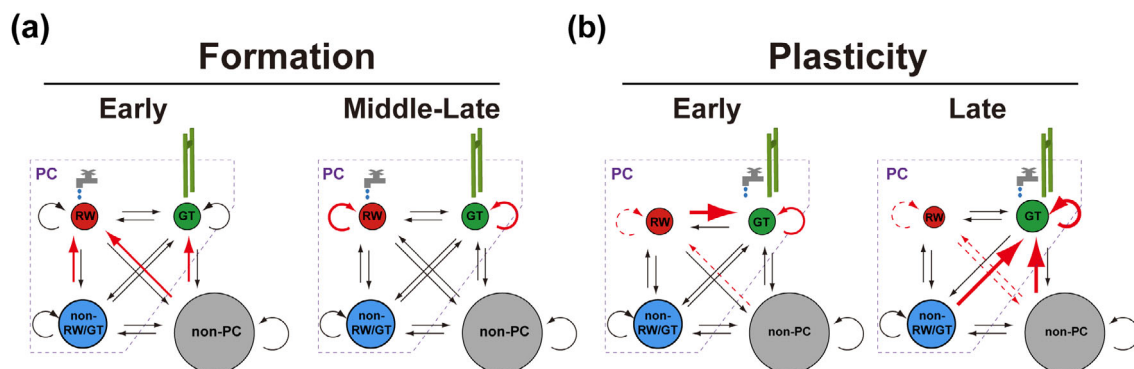 (a)
Formation
Early
Middle-Late
PC
RW
GT
non-
RW/GT
non-PC
PC
RW
GT
non-
RW/GT
non-PC
(b)
Plasticity
Early
Late
PC
RW
GT
non-
RW/GT
non-PC
PC
RW
GT
non-
RW/GT
non-PC